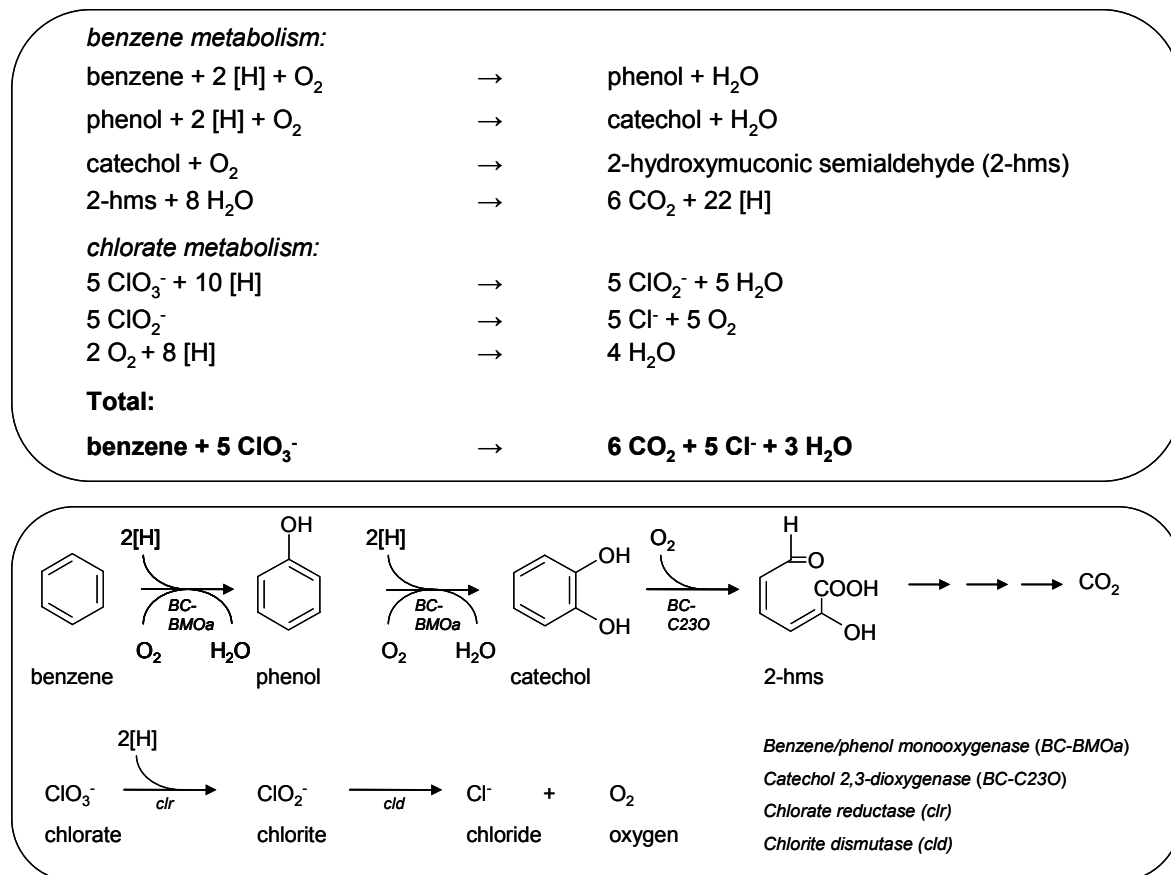 benzene metabolism:
benzene + 2 [H] + O₂ → phenol + H₂O
phenol + 2 [H] + O₂ → catechol + H₂O
catechol + O₂ → 2-hydroxymuconic semialdehyde (2-hms)
2-hms + 8 H₂O → 6 CO₂ + 22 [H]
chlorate metabolism:
5 ClO₃⁻ + 10 [H] → 5 ClO₂⁻ + 5 H₂O
5 ClO₂⁻ → 5 Cl⁻ + 5 O₂
2 O₂ + 8 [H] → 4 H₂O
Total:
benzene + 5 ClO₃⁻ → 6 CO₂ + 5 Cl⁻ + 3 H₂O
2[H]
BC-
BMOa
O₂ H₂O
benzene
OH
phenol
2[H]
BC-
BMOa
O₂ H₂O
OH
OH
catechol
O₂
BC-
C23O
H
O
COOH
OH
2-hms
CO₂
2[H]
ClO₃⁻ clr ClO₂⁻ cld Cl⁻ + O₂
chlorate chlorite chloride oxygen
Benzene/phenol monooxygenase (BC-BMOa)
Catechol 2,3-dioxygenase (BC-C23O)
Chlorate reductase (clr)
Chlorite dismutase (cld)